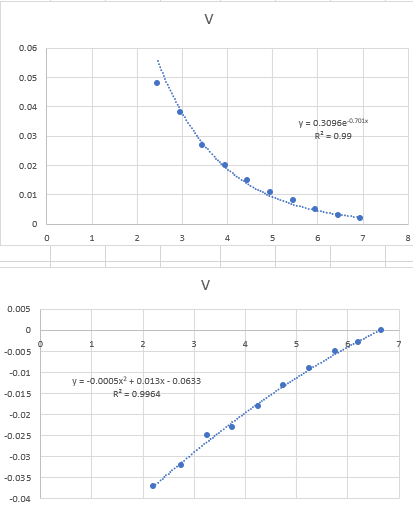 V
0.06
0.05
0.04
0.03
0.02
0.01
0
y = 0.3096e^-0.701x
R² = 0.99
0 1 2 3 4 5 6 7 8
V
0.005
0
-0.005
-0.01
-0.015
-0.02
-0.025
-0.03
-0.035
-0.04
0 1 2 3 4 5 6 7
y = -0.0005x² + 0.013x - 0.0633
R² = 0.9964